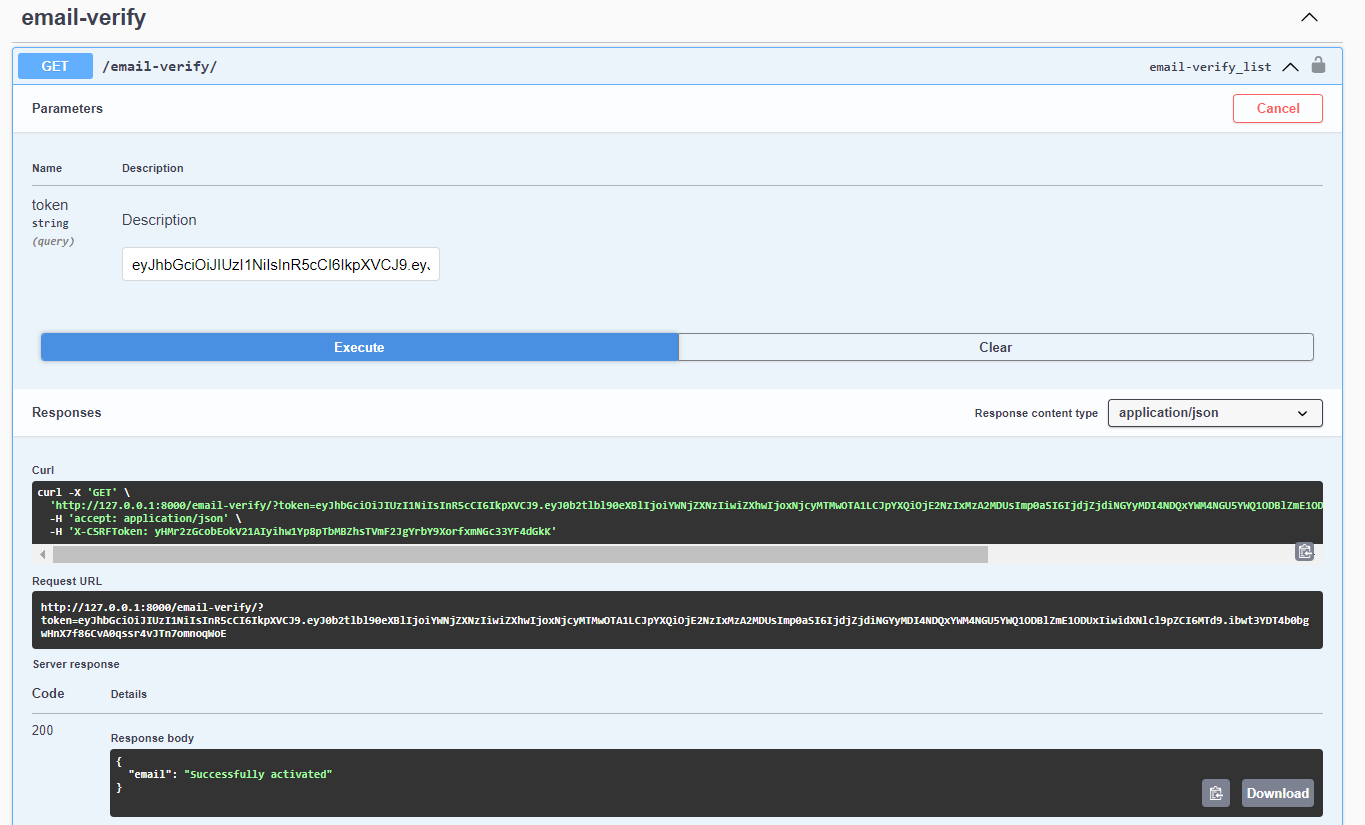 email-verify
GET /email-verify/ email-verify_list
Parameters Cancel
Name Description
token
string
(query)
Description
eyJhbGciOiJIUzI1NiIsInR5cCI6IkpXVCJ9.ey.
Execute Clear
Responses Response content type application/json
Curl
curl -X 'GET' \
'http://127.0.0.1:8000/email-verify/?token=eyJhbGciOiJIUzI1NiIsInR5cCI6IkpXVCJ9.eyJ0b2tlbl90eXBlIjoiYWNjZXNzIiwiZXhwIjoxNjcyMTMwOTA1LCJpYXQiOjE2NzIxMzA2MDUsImp0aSI6IjdjZjdiNGYyMDI4NDQxYWM4NGU5YWQ1ODBlZmE1OD
-H 'accept: application/json' \
-H 'X-CSRFToken: yHMr2zGcobEokV21AIyihw1Yp8pTbMBZhsTVmF2JgYrbY9XorfxmNGc33YF4dGkK'
Request URL
http://127.0.0.1:8000/email-verify/?
token=eyJhbGciOiJIUzI1NiIsInR5cCI6IkpXVCJ9.eyJ0b2tlbl90eXBlIjoiYWNjZXNzIiwiZXhwIjoxNjcyMTMwOTA1LCJpYXQiOjE2NzIxMzA2MDUsImp0aSI6IjdjZjdiNGYyMDI4NDQxYWM4NGU5YWQ1ODBlZmE1ODUxIiwidXNlcl9pZCI6MTd9.ibwt3YDT4b0bg
wHnX7f86CvA0qssr4vJTn7omnoqWoE
Server response
Code Details
200
Response body
{
"email": "Successfully activated"
}
Download